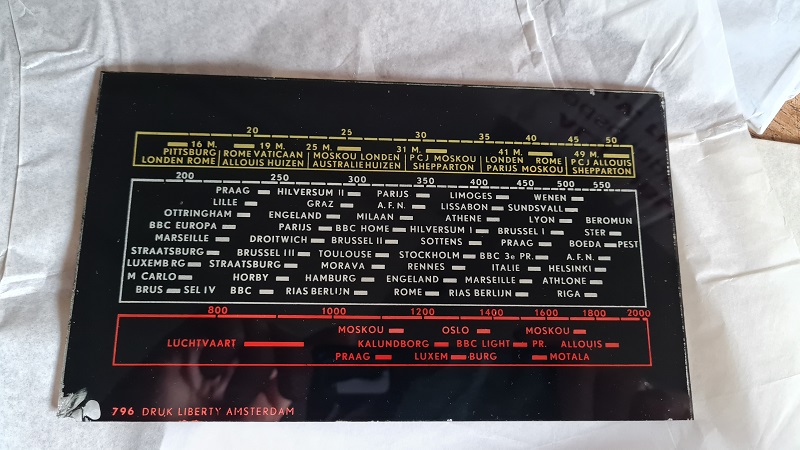 20 25 30 35 40 45 50
16 M. 19 M. 25 M. 31 M. 41 M. 49 M.
PITTSBURG ROME VATICAAN MOSKOU LONDEN PCJ MOSKOU LONDEN ROME PCJ ALLOUIS
LONDEN ROME ALLOUIS HUIZEN AUSTRALIE HUIZEN SHEPPARTON PARIJS MOSKOU SHEPPARTON
200 250 300 350 400 450 500 550
PRAAG HILVERSUM II PARIJS LIMOGES WENEN
LILLE GRAZ A.F.N. LISSABON SUNDSVALL
OTTRINGHAM ENGELAND MILAAN ATHENE LYON BEROMUN
BBC EUROPA PARIJS BBC HOME HILVERSUM I BRUSSEL I STER
MARSEILLE DROITWICH BRUSSEL II SOTTENS PRAAG BOEDA PEST
STRAATSBURG BRUSSEL III TOULOUSE STOCKHOLM BBC 3e PR. A.F.N.
LUXEMBRG STRAATSBURG MORAVA RENNES ITALIE HELSINKI
M CARLO HORBY HAMBURG ENGELAND MARSEILLE ATHLONE
BRUS SEL IV BBC RIAS BERLIJN ROME RIAS BERLIJN RIGA
800 1000 1200 1400 1600 1800 2000
MOSKOU OSLO MOSKOU
LUCHTVAART KALUNDBORG BBC LIGHT PR. ALLOUIS
PRAAG LUXEM BURG MOTALA
796 DRUK LIBERTY AMSTERDAM